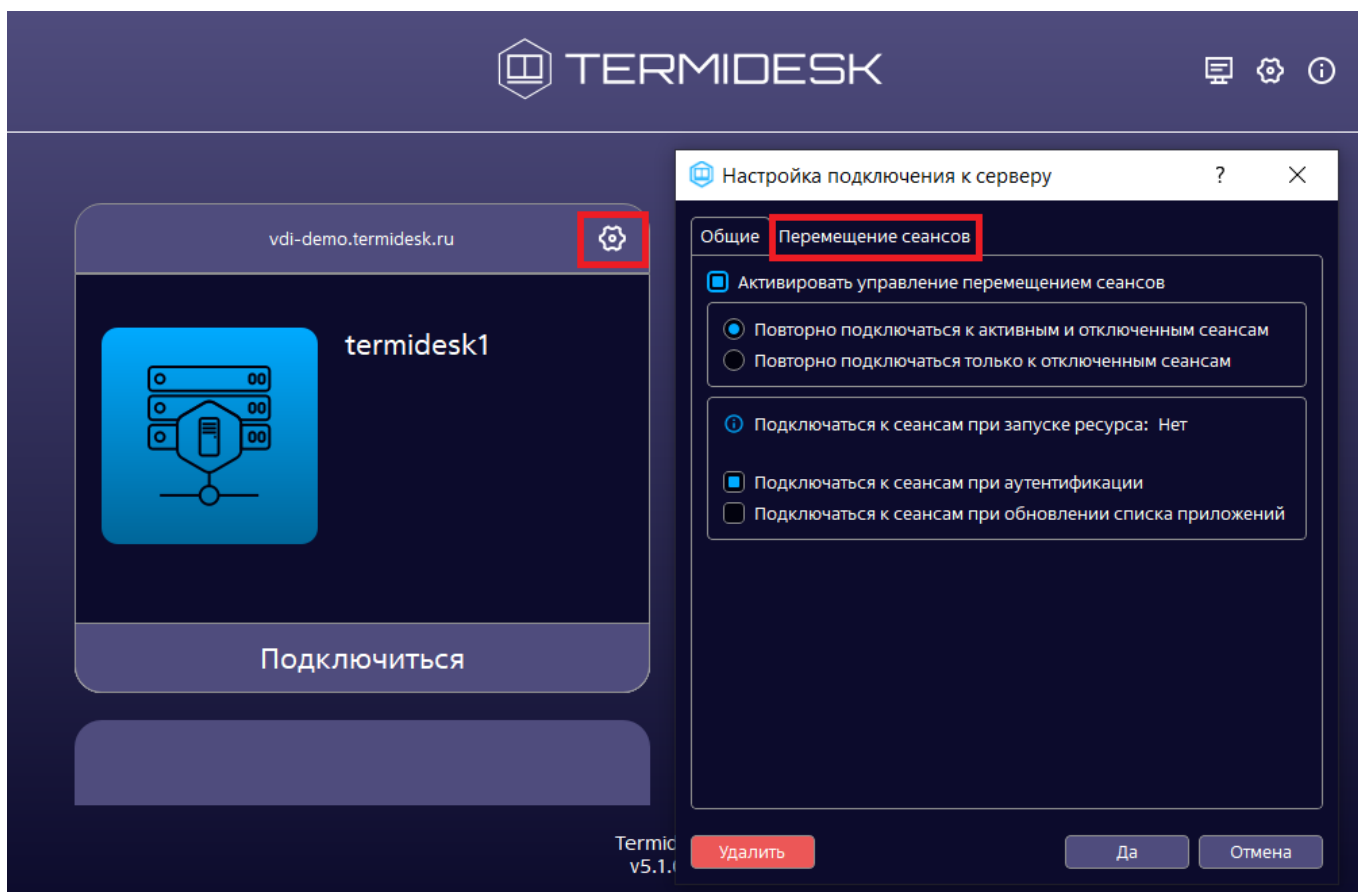 TERMIDESK
Настройка подключения к серверу
?
vdi-demo.termidesk.ru
Общие
Перемещение сеансов
Активировать управление перемещением сеансов
Повторно подключаться к активным и отключенным сеансам
Повторно подключаться только к отключенным сеансам
termidesk1
Подключаться к сеансам при запуске ресурса: Нет
Подключаться к сеансам при аутентификации
Подключаться к сеансам при обновлении списка приложений
Подключиться
Удалить
Да
Отмена